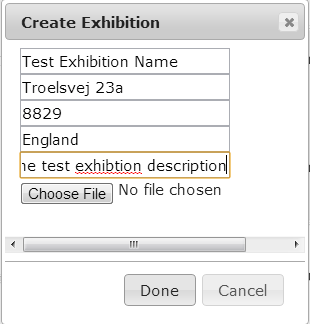 Create Exhibition
Test Exhibition Name
Troelsvej 23a
8829
England
test exhibtion description
Choose File No file chosen
Done Cancel